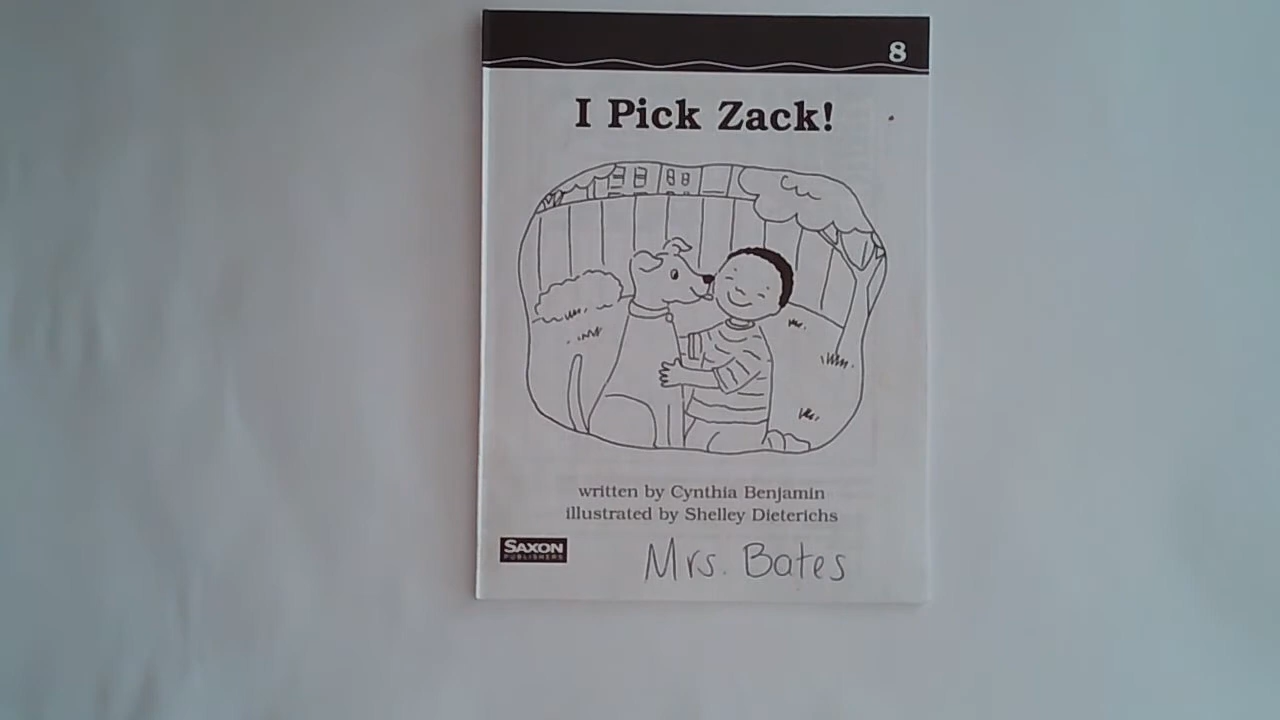 8
I Pick Zack!
written by Cynthia Benjamin
illustrated by Shelley Dieterichs
SAXON
PUBLISHERS
Mrs. Bates